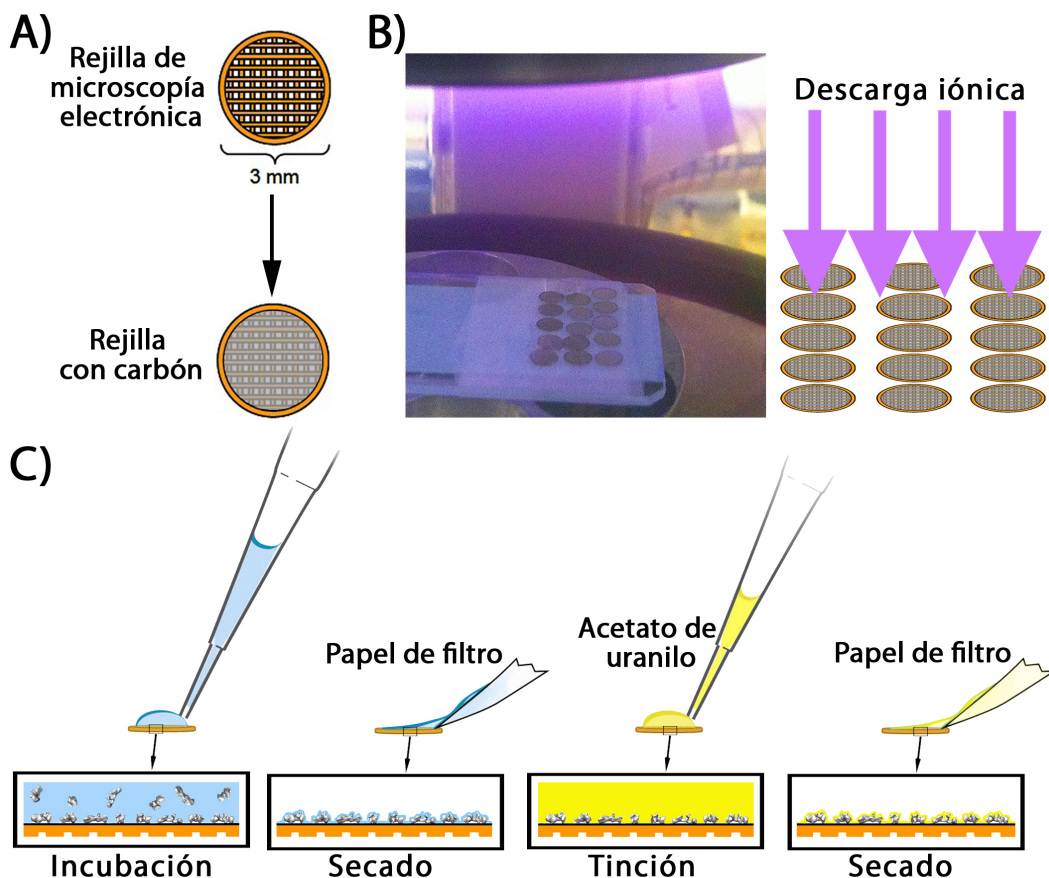 A)
Rejilla de
microscopía
electrónica
3 mm
Rejilla
con carbón
B)
Descarga iónica
C)
Papel de filtro
Acetato de
uranilo
Papel de filtro
Incubación
Secado
Tinción
Secado